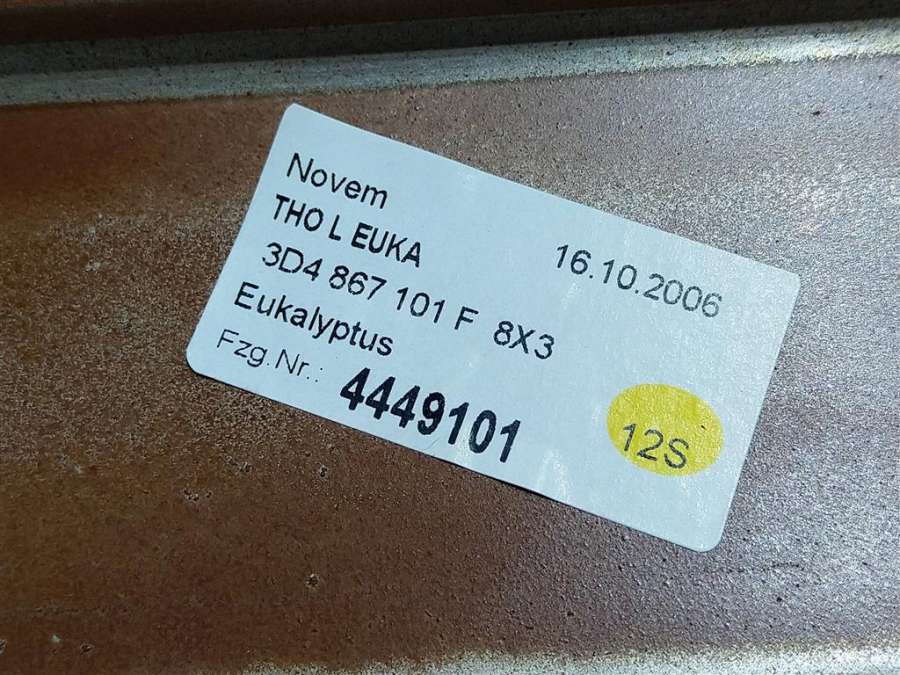 Novem
THO L EUKA 16.10.2006
3D4 867 101 F 8X3
Eukalyptus
Fzg.Nr.: 4449101
12S